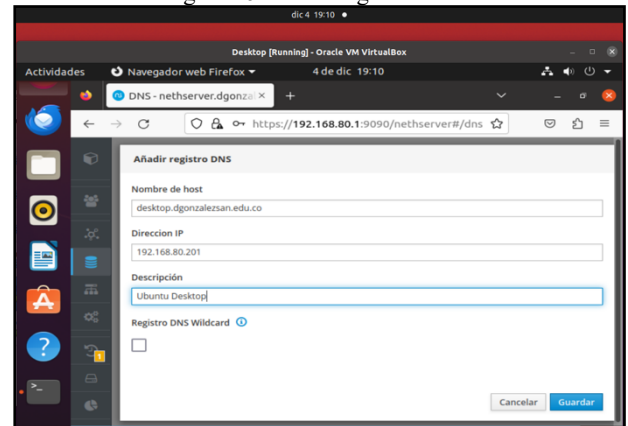 dic 4 19:10
Desktop [Running] - Oracle VM VirtualBox
Actividades Navegador web Firefox 4 de dic 19:10
DNS - nethserver.dgonza
https://192.168.80.1:9090/nethserver#/dns
Añadir registro DNS
Nombre de host
desktop.dgonzalezsan.edu.co
Direccion IP
192.168.80.201
Descripción
Ubuntu Desktop
Registro DNS Wildcard
Cancelar Guardar